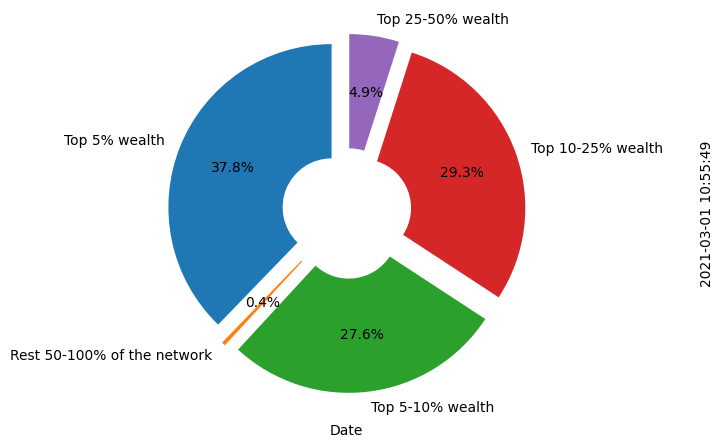 Top 25-50% wealth
4.9%
Top 5% wealth
37.8%
Top 10-25% wealth
29.3%
0.4%
Rest 50-100% of the network
27.6%
Top 5-10% wealth
Date
2021-03-01 10:55:49